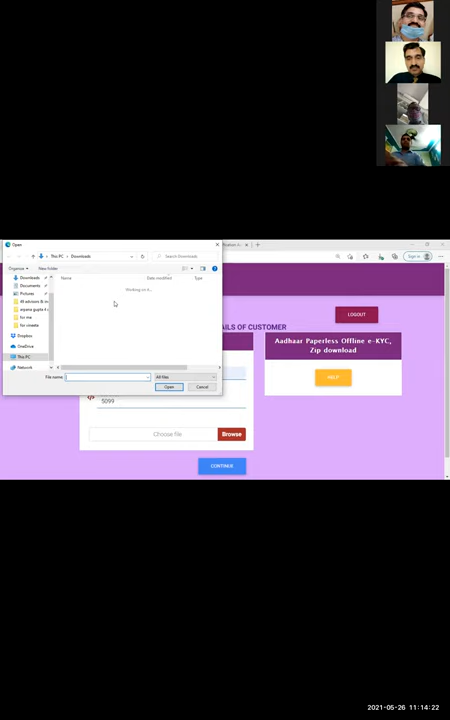 Open
This PC > Downloads
Search Downloads
Organize
New folder
Name
Date modified
Type
Downloads
Documents
Pictures
for me
Dropbox
OneDrive
This PC
Network
Working on it...
File name:
All files
Open
Cancel
Sign in
LOGOUT
AILS OF CUSTOMER
Aadhaar Paperless Offline e-KYC,
Zip download
HELP
5099
Choose file
Browse
CONTINUE
2021-05-26 11:14:22